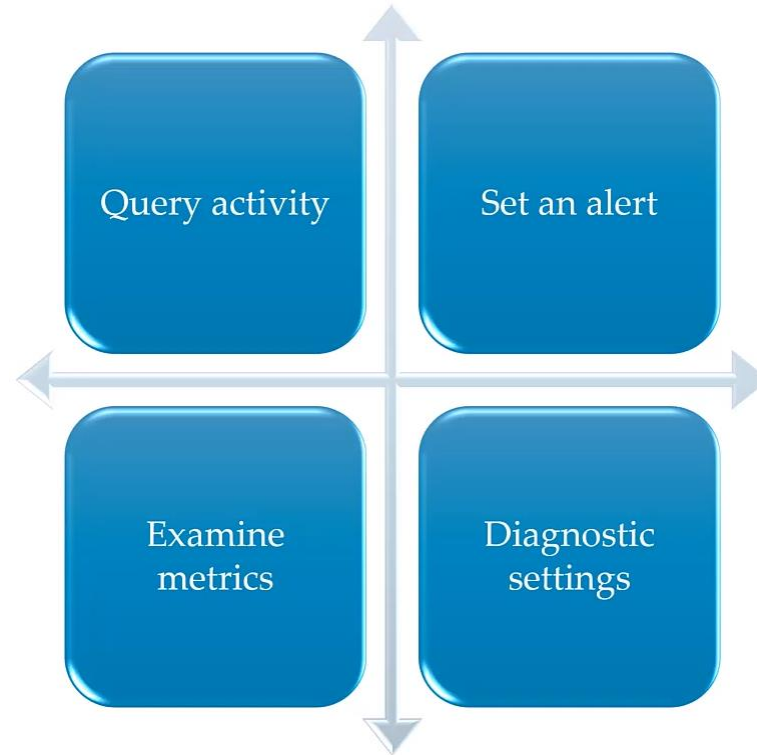 Query activity
Set an alert
Examine
metrics
Diagnostic
settings